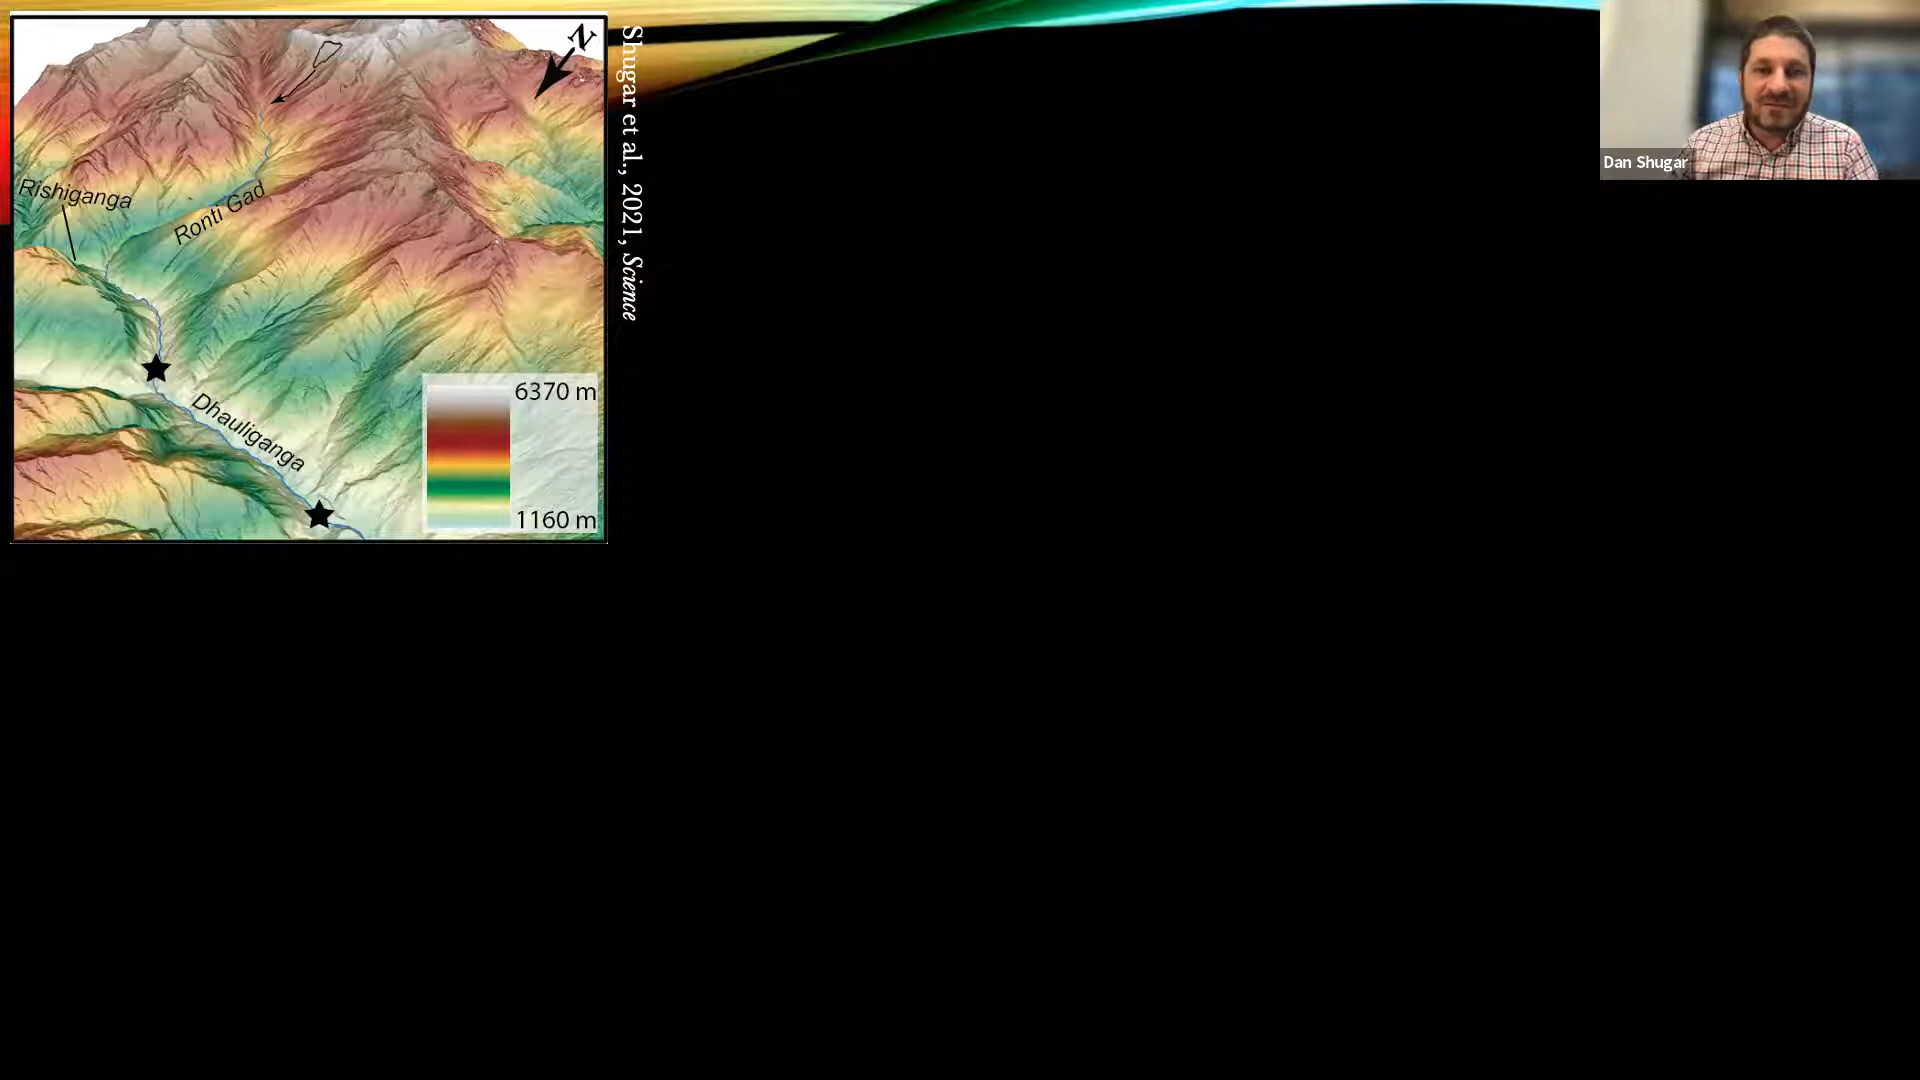 N
Rishiganga
Ronti Gad
Dhauliganga
6370 m
1160 m
Shugar et al., 2021, Science
Dan Shugar